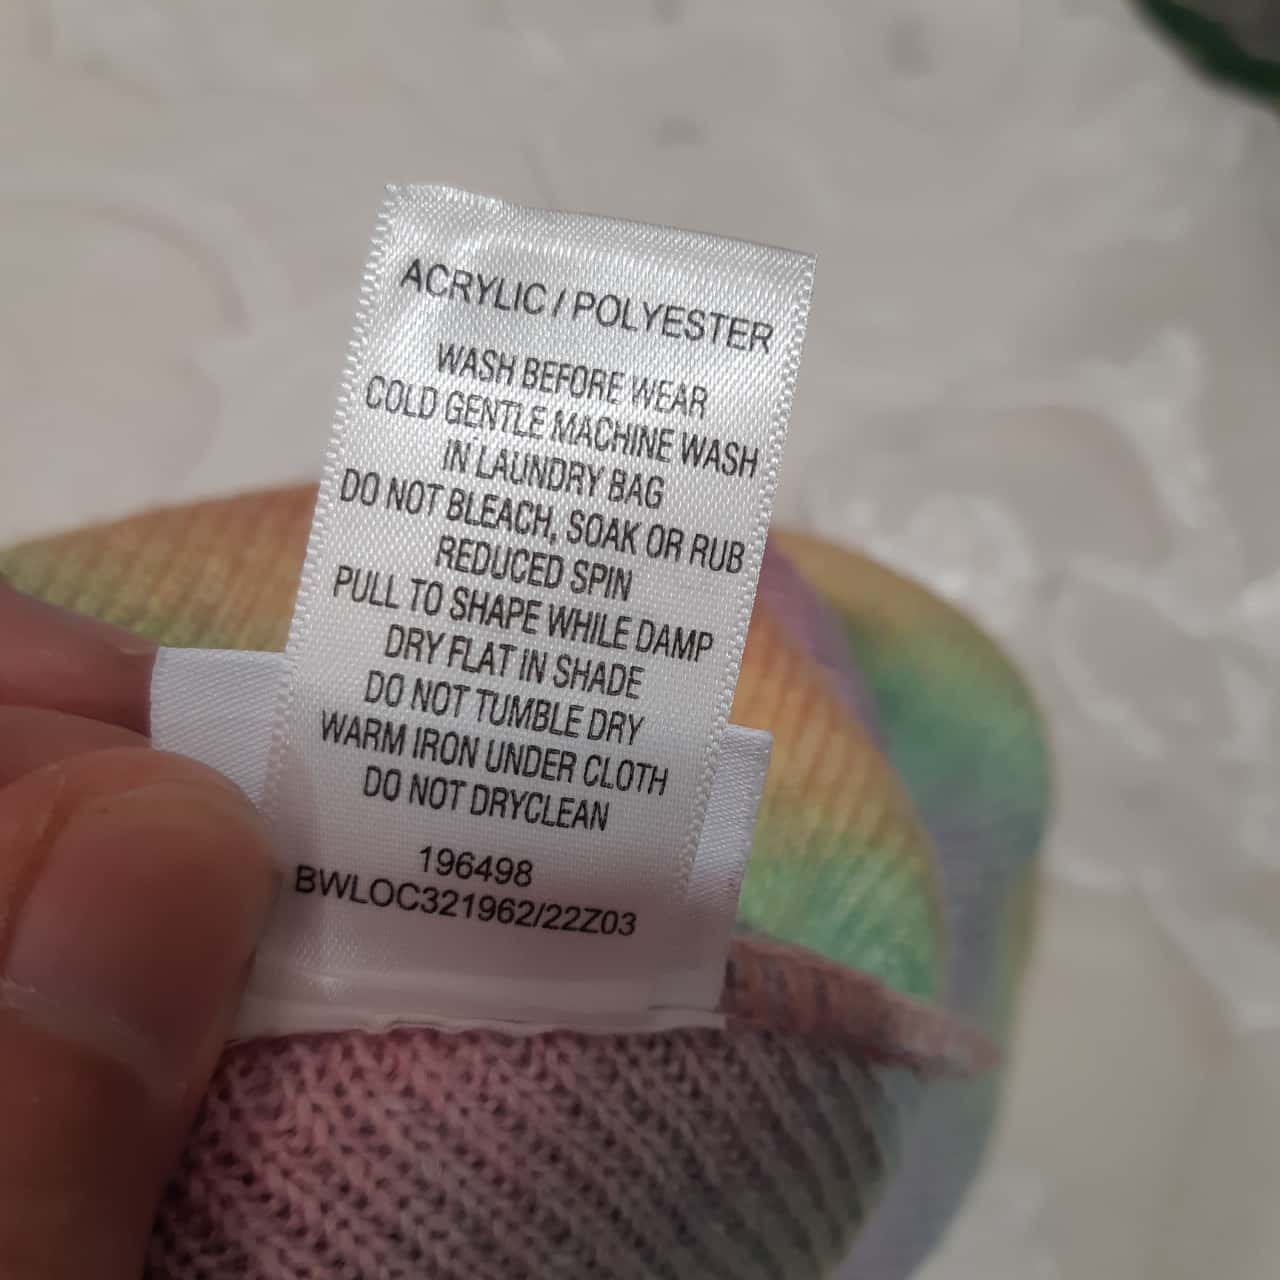 ACRYLIC / POLYESTER
WASH BEFORE WEAR
COLD GENTLE MACHINE WASH
IN LAUNDRY BAG
DO NOT BLEACH, SOAK OR RUB
REDUCED SPIN
PULL TO SHAPE WHILE DAMP
DRY FLAT IN SHADE
DO NOT TUMBLE DRY
WARM IRON UNDER CLOTH
DO NOT DRYCLEAN
196498
BWLOC321962/22Z03